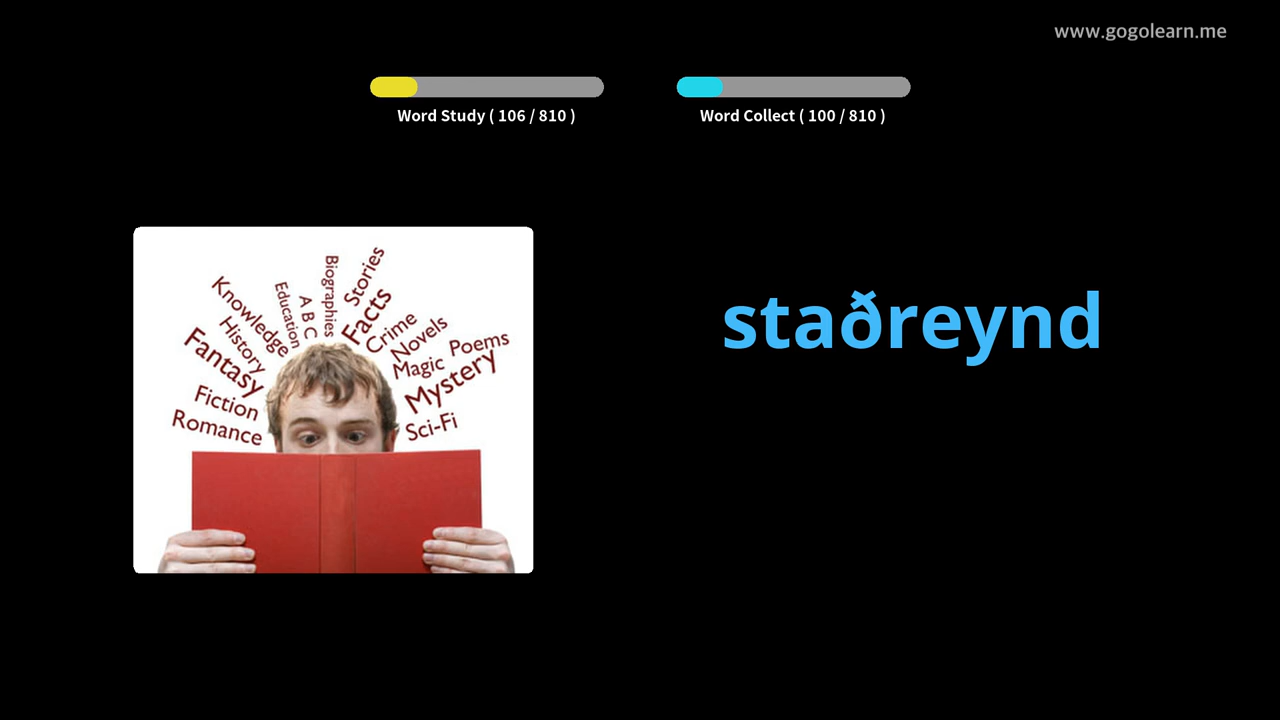 www.gogolearn.me
Word Study ( 106 / 810 )
Word Collect ( 100 / 810 )
Biographies
Stories
Education
A B C
Facts
Knowledge
Crime
History
Novels
Fantasy
Magic
Poems
Mystery
Fiction
Romance
Sci-Fi
staðreynd